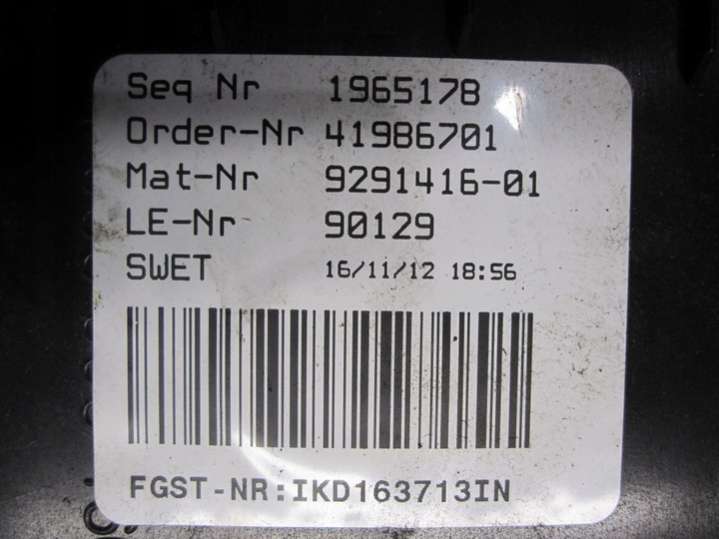 Seq Nr 1965178
Order-Nr 41986701
Mat-Nr 9291416-01
LE-Nr 90129
SWET 16/11/12 18:56
FGST-NR:IKD163713IN